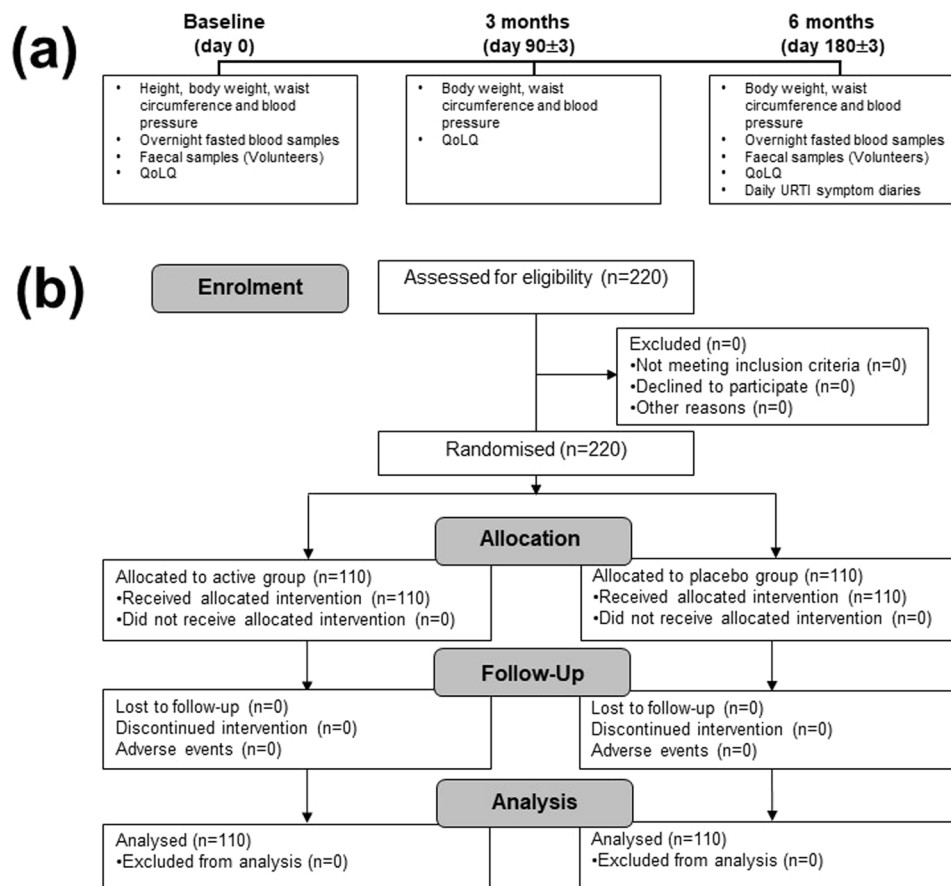 (a)
Baseline
(day 0)
3 months
(day 90±3)
6 months
(day 180±3)
• Height, body weight, waist
circumference and blood
pressure
• Overnight fasted blood samples
• Faecal samples (Volunteers)
• QoLQ
• Body weight, waist
circumference and blood
pressure
• QoLQ
• Body weight, waist
circumference and blood
pressure
• Overnight fasted blood samples
• Faecal samples (Volunteers)
• QoLQ
• Daily URTI symptom diaries
(b)
Enrolment
Assessed for eligibility (n=220)
Excluded (n=0)
•Not meeting inclusion criteria (n=0)
•Declined to participate (n=0)
•Other reasons (n=0)
Randomised (n=220)
Allocation
Allocated to active group (n=110)
•Received allocated intervention (n=110)
•Did not receive allocated intervention (n=0)
Allocated to placebo group (n=110)
•Received allocated intervention (n=110)
•Did not receive allocated intervention (n=0)
Follow-Up
Lost to follow-up (n=0)
Discontinued intervention (n=0)
Adverse events (n=0)
Lost to follow-up (n=0)
Discontinued intervention (n=0)
Adverse events (n=0)
Analysis
Analysed (n=110)
•Excluded from analysis (n=0)
Analysed (n=110)
•Excluded from analysis (n=0)